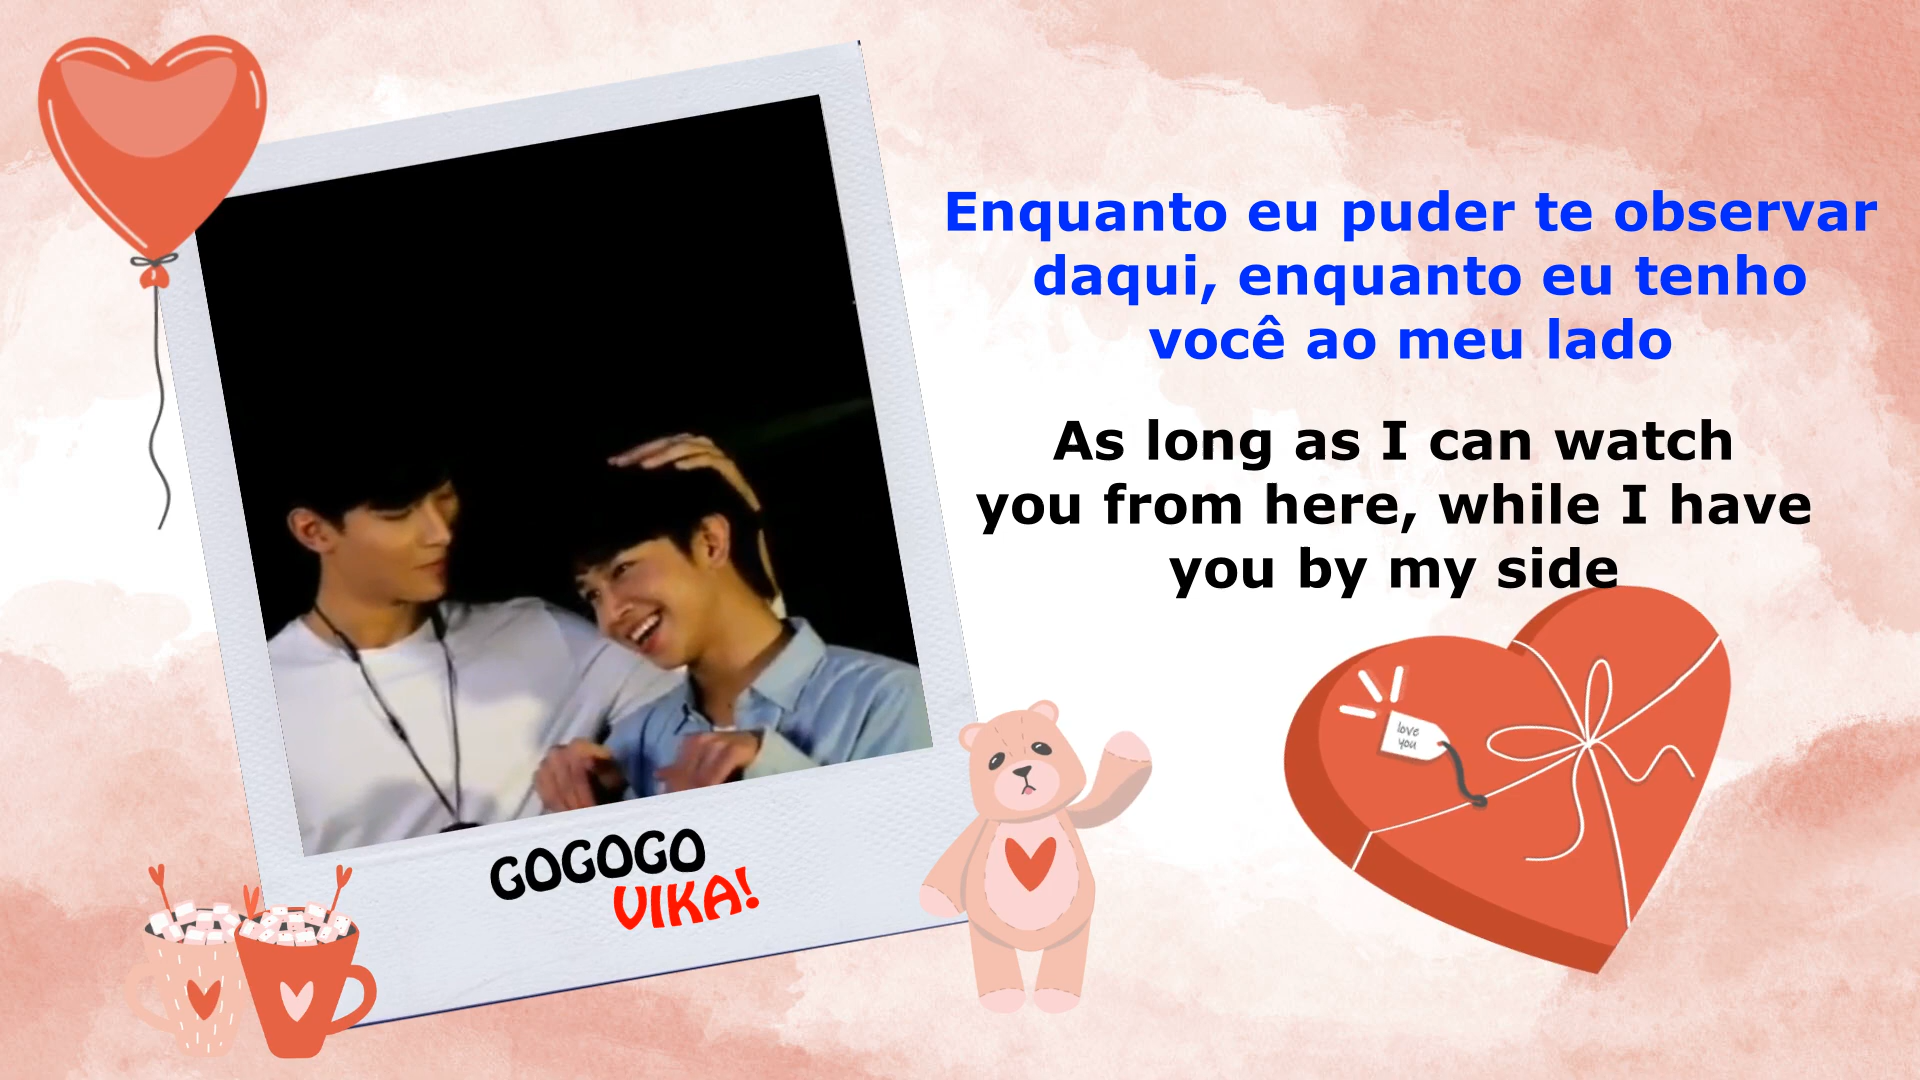 Enquanto eu puder te observar
daqui, enquanto eu tenho
você ao meu lado
As long as I can watch
you from here, while I have
you by my side
love
you
GOGOGO
VIKA!